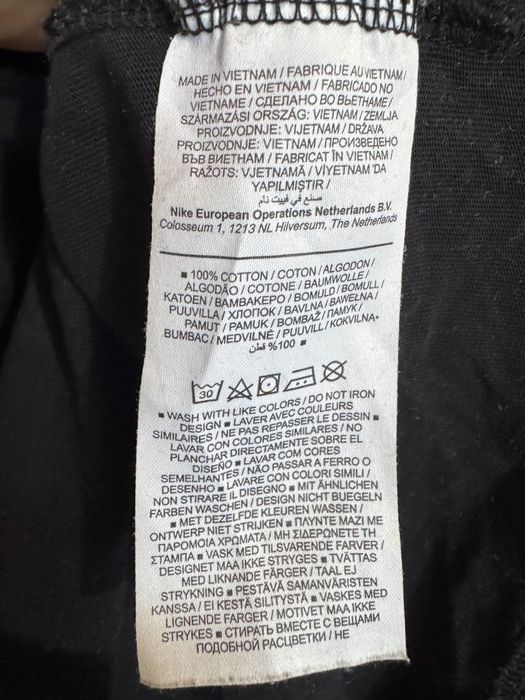 MADE IN VIETNAM / FABRIQUE AU VIETNAM /
HECHO EN VIETNAM / FABRICADO NO
VIETNAME / СДЕЛАНО ВО ВЬЕТНАМЕ /
SZÁRMAZÁSI ORSZÁG: VIETNAM / ZEMLJA
PROIZVODNJE: VIJETNAM / DRŽAVA
PROIZVODNJE: VIETNAM / ПРОИЗВЕДЕНО
ВЪВ ВИЕТНАМ / FABRICAT ÎN VIETNAM /
RAŽOTS: VJETNAMĀ / VİYETNAM 'DA
YAPILMIŞTIR /
صنع في فييت نام
Nike European Operations Netherlands B.V.
Colosseum 1, 1213 NL Hilversum, The Netherlands
■ 100% COTTON / COTON / ALGODON /
ALGODÃO / COTONE / BAUMWOLLE /
KATOEN / ΒΑΜΒΑΚΕΡΟ / BOMULD / BOMULL /
PUUVILLA / ХЛОПОК / BAVLNA / BAWEŁNA /
PAMUT / PAMUK / BOMBAŽ / ПАМУК /
BUMBAC / MEDVILNĖ / PUUVILL / KOKVILNA •
100% قطن ■
30
■ WASH WITH LIKE COLORS / DO NOT IRON
DESIGN ■ LAVER AVEC COULEURS
SIMILAIRES / NE PAS REPASSER LE DESSIN ■
LAVAR CON COLORES SIMILARES / NO
PLANCHAR DIRECTAMENTE SOBRE EL
DISEÑO ■ LAVAR COM CORES
SEMELHANTES / NÃO PASSAR A FERRO O
DESENHO ■ LAVARE CON COLORI SIMILI /
NON STIRARE IL DISEGNO ■ MIT ÄHNLICHEN
FARBEN WASCHEN / DESIGN NICHT BUEGELN
■ MET DEZELFDE KLEUREN WASSEN /
ONTWERP NIET STRIJKEN ■ ΠΛΥΝΤΕ ΜΑΖΙ ΜΕ
ΠΑΡΟΜΟΙΑ ΧΡΩΜΑΤΑ / ΜΗ ΣΙΔΕΡΩΝΕΤΕ ΤΗ
ΣΤΑΜΠΑ ■ VASK MED TILSVARENDE FARVER /
DESIGNET MAA IKKE STRYGES ■ TVÄTTAS
MED LIKNANDE FÄRGER / TAAL EJ
STRYKNING ■ PESTÄVÄ SAMANVÄRISTEN
KANSSA / EI KESTÄ SILITYSTÄ ■ VASKES MED
LIGNENDE FARGER / MOTIVET MAA IKKE
STRYKES ■ СТИРАТЬ ВМЕСТЕ С ВЕЩАМИ
ПОДОБНОЙ РАСЦВЕТКИ / НЕ